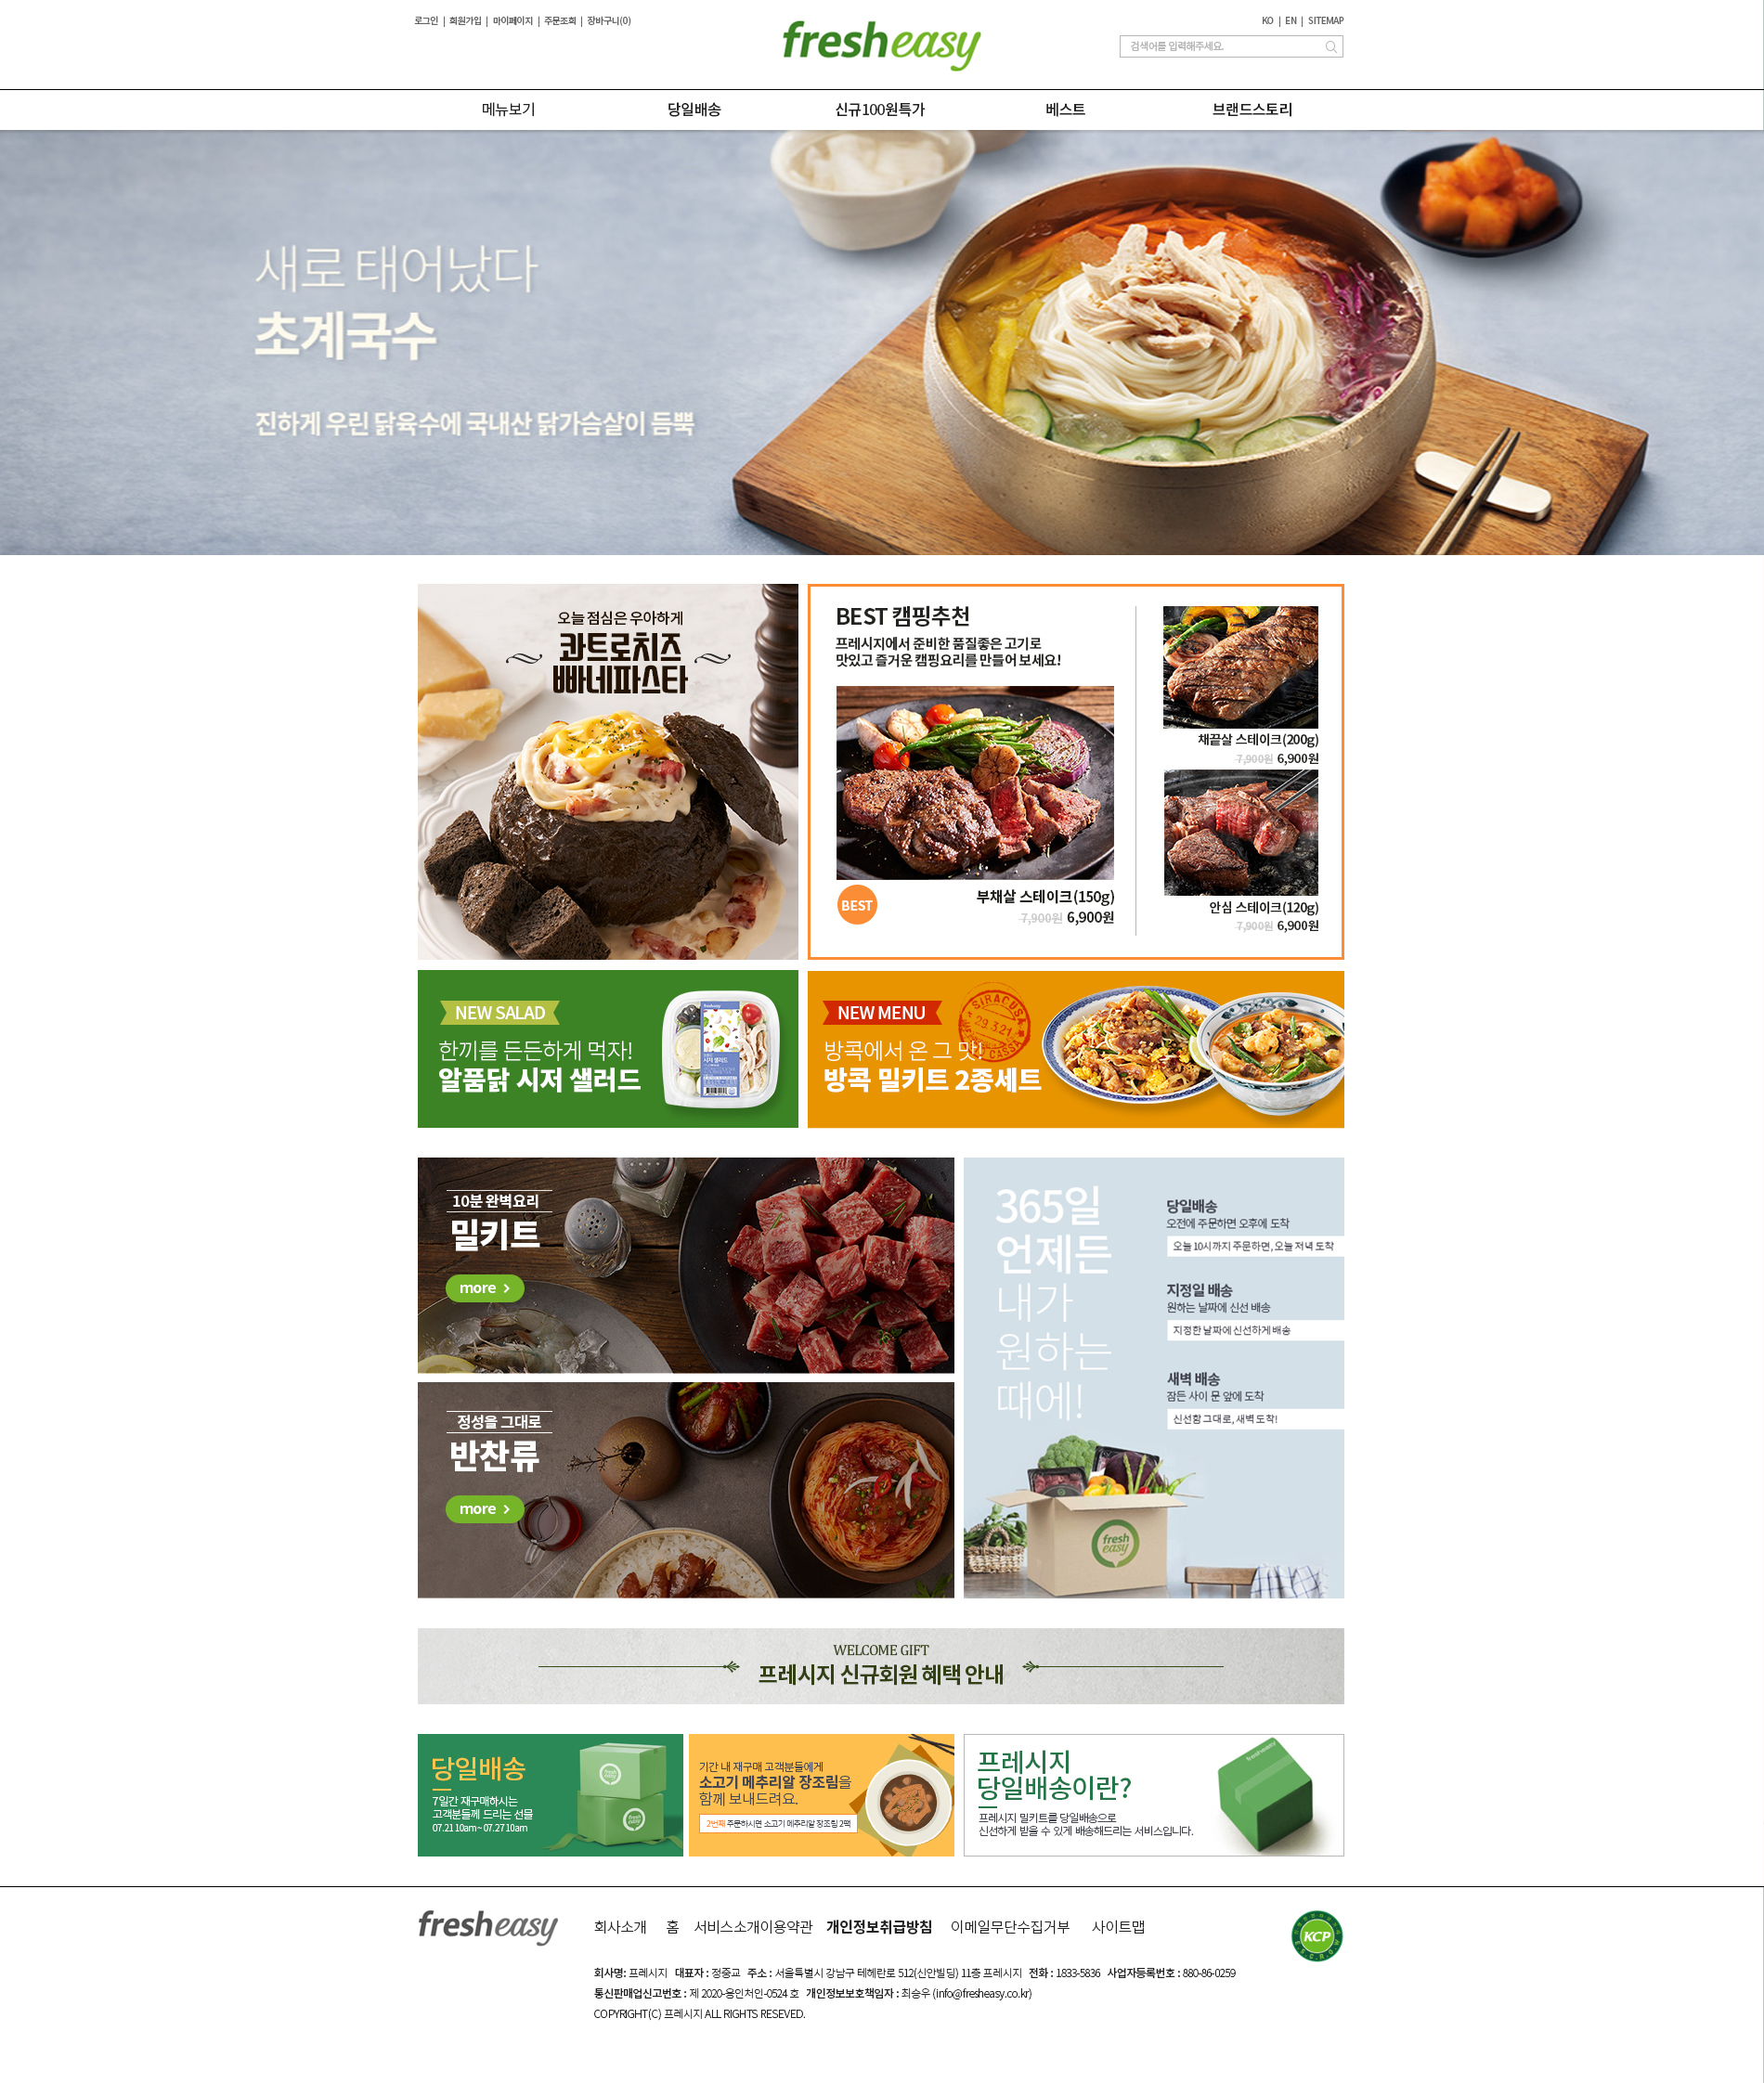 로그인 | 회원가입 | 마이페이지 | 주문조회 | 장바구니(0)
fresheasy
KO | EN | SITEMAP
검색어를 입력해주세요.
메뉴보기 당일배송 신규100원특가 베스트 브랜드스토리
새로 태어났다
초계국수
진하게 우린 닭육수에 국내산 닭가슴살이 듬뿍
오늘 점심은 우아하게
콰트로치즈
빠네파스타
BEST 캠핑추천
프레시지에서 준비한 품질좋은 고기로
맛있고 즐거운 캠핑요리를 만들어 보세요!
BEST
부채살 스테이크(150g)
7,900원 6,900원
채끝살 스테이크(200g)
7,900원 6,900원
안심 스테이크(120g)
7,900원 6,900원
NEW SALAD
한끼를 든든하게 먹자!
알품닭 시저 샐러드
시저 샐러드
NEW MENU
방콕에서 온 그 맛!
방콕 밀키트 2종세트
SIRACUSA
29.3.21
CASSA
10분 완벽요리
밀키트
more >
정성을 그대로
반찬류
more >
365일
언제든
내가
원하는
때에!
당일배송
오전에 주문하면 오후에 도착
오늘 10시까지 주문하면, 오늘 저녁 도착
지정일 배송
원하는 날짜에 신선 배송
지정한 날짜에 신선하게 배송
새벽 배송
잠든 사이 문 앞에 도착
신선함 그대로, 새벽 도착!
fresh
easy
WELCOME GIFT
프레시지 신규회원 혜택 안내
당일배송
7일간 재구매하시는
고객분들께 드리는 선물
07.21 10am ~ 07.27 10am
기간 내 재구매 고객분들에게
소고기 메추리알 장조림을
함께 보내드려요.
2번째 주문하시면 소고기 메추리알 장조림 2팩
프레시지
당일배송이란?
프레시지 밀키트를 당일배송으로
신선하게 받을 수 있게 배송해드리는 서비스입니다.
fresheasy
회사소개 홈 서비스소개이용약관 개인정보취급방침 이메일무단수집거부 사이트맵
KCP
ESCROW
회사명: 프레시지 대표자 : 정중교 주소 : 서울특별시 강남구 테헤란로 512(신안빌딩) 11층 프레시지 전화 : 1833-5836 사업자등록번호 : 880-86-0259
통신판매업신고번호 : 제 2020-용인처인-0524 호 개인정보보호책임자 : 최승우 (info@fresheasy.co.kr)
COPYRIGHT (C) 프레시지 ALL RIGHTS RESEVED.